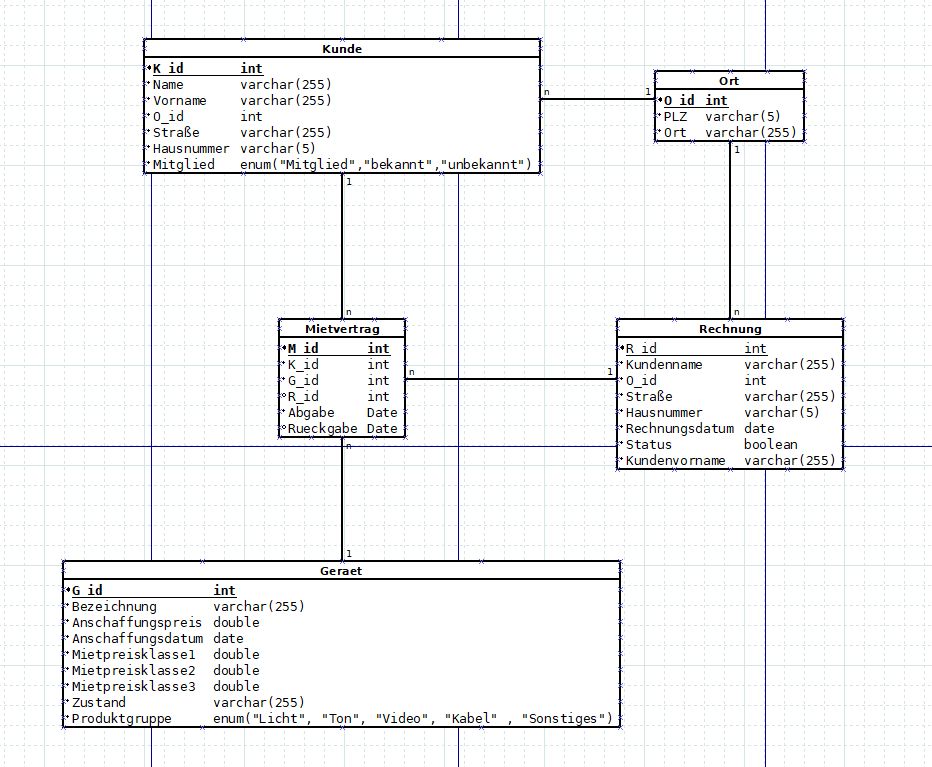 Kunde
K_id int
Name varchar(255)
Vorname varchar(255)
O_id int
Straße varchar(255)
Hausnummer varchar(5)
Mitglied enum("Mitglied","bekannt","unbekannt")
n
1
Ort
O_id int
PLZ varchar(5)
Ort varchar(255)
1
1
n
n
Mietvertrag
M_id int
K_id int
G_id int
R_id int
Abgabe Date
Rueckgabe Date
n
1
Rechnung
R_id int
Kundenname varchar(255)
O_id int
Straße varchar(255)
Hausnummer varchar(5)
Rechnungsdatum date
Status boolean
Kundenvorname varchar(255)
n
1
Geraet
G_id int
Bezeichnung varchar(255)
Anschaffungspreis double
Anschaffungsdatum date
Mietpreisklasse1 double
Mietpreisklasse2 double
Mietpreisklasse3 double
Zustand varchar(255)
Produktgruppe enum("Licht", "Ton", "Video", "Kabel" , "Sonstiges")